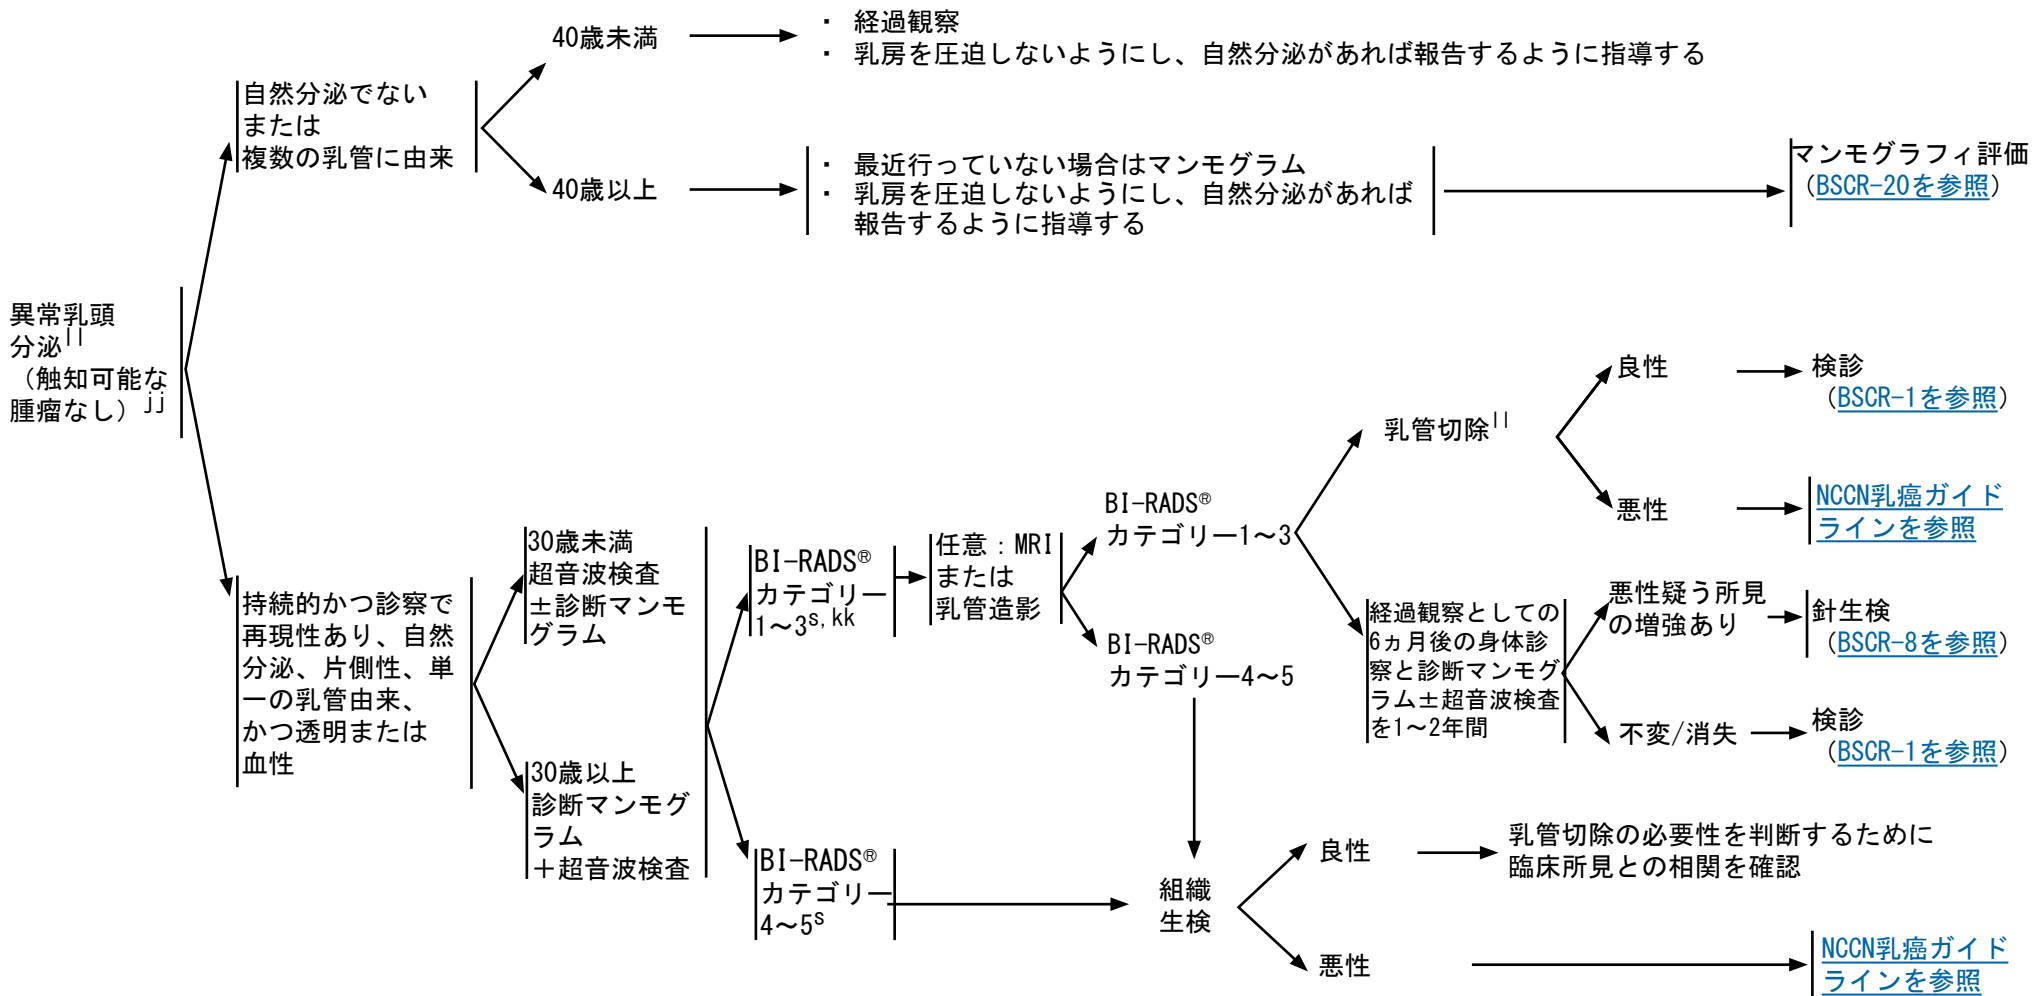 異常乳頭
分泌||
（触知可能な
腫瘤なし）jj
自然分泌でない
または
複数の乳管に由来
40歳未満
・ 経過観察
・ 乳房を圧迫しないようにし、自然分泌があれば報告するように指導する
40歳以上
・ 最近行っていない場合はマンモグラム
・ 乳房を圧迫しないようにし、自然分泌があれば
報告するように指導する
マンモグラフィ評価
（BSCR-20を参照）
持続的かつ診察で
再現性あり、自然
分泌、片側性、単
一の乳管由来、
かつ透明または
血性
30歳未満
超音波検査
±診断マンモ
グラム
30歳以上
診断マンモグ
ラム
＋超音波検査
BI-RADS®
カテゴリー
1～3s,kk
任意：MRI
または
乳管造影
BI-RADS®
カテゴリー1～3
BI-RADS®
カテゴリー4～5
乳管切除||
良性
検診
（BSCR-1を参照）
悪性
NCCN乳癌ガイド
ラインを参照
経過観察としての
6ヵ月後の身体診
察と診断マンモグ
ラム±超音波検査
を1～2年間
悪性疑う所見
の増強あり
針生検
（BSCR-8を参照）
不変/消失
検診
（BSCR-1を参照）
BI-RADS®
カテゴリー
4～5s
組織
生検
良性
乳管切除の必要性を判断するために
臨床所見との相関を確認
悪性
NCCN乳癌ガイド
ラインを参照